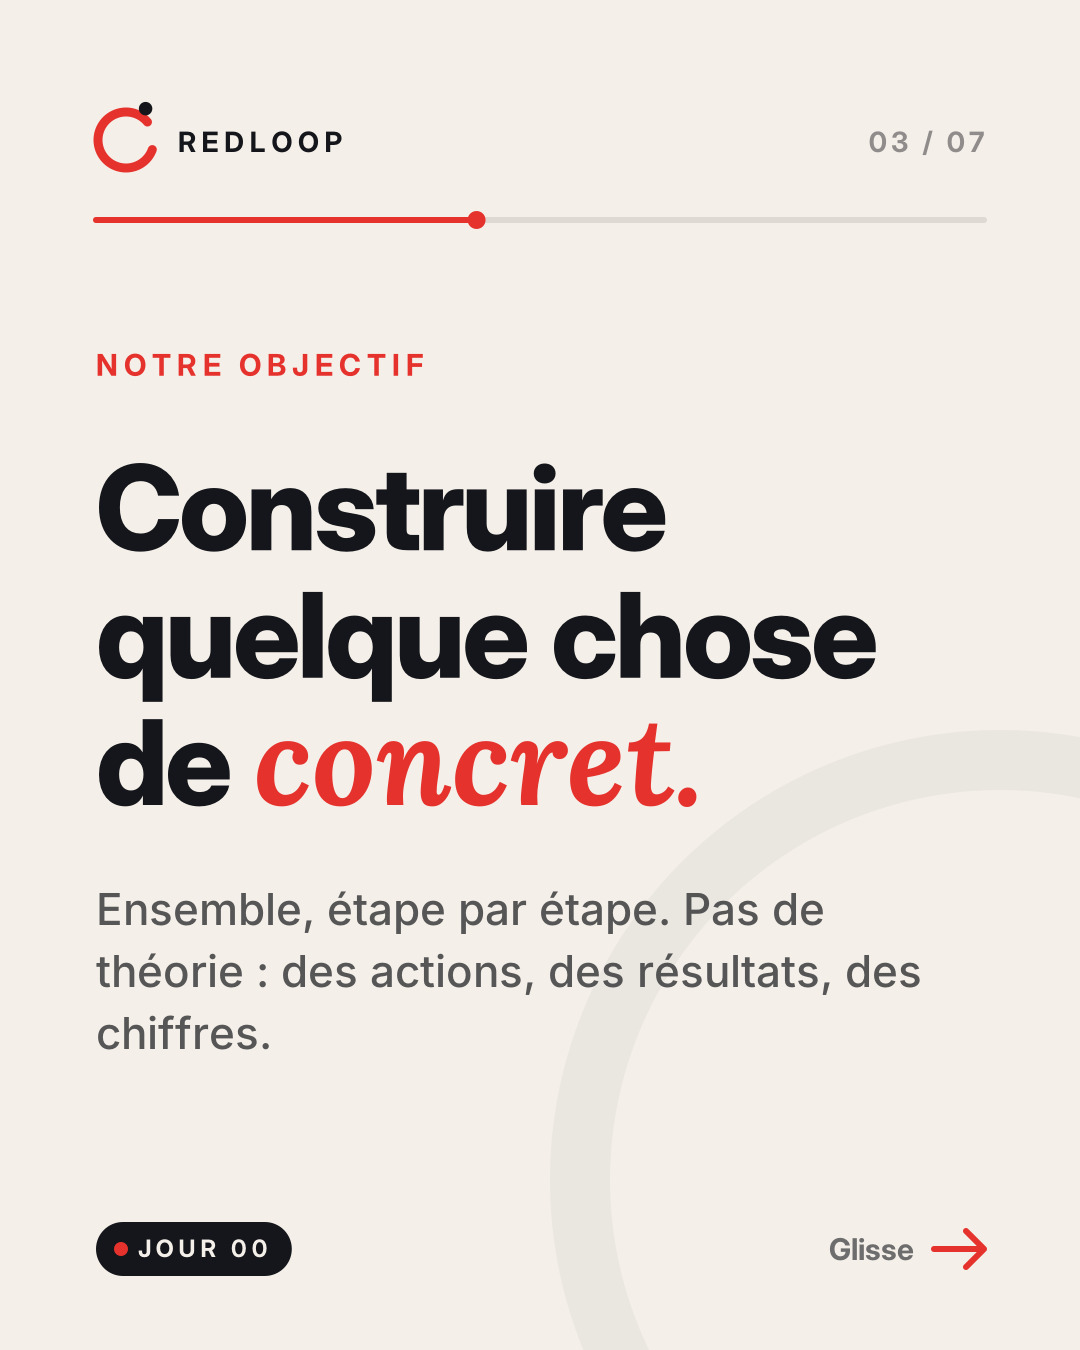 REDLOOP
03 / 07
NOTRE OBJECTIF
Construire
quelque chose
de concret.
Ensemble, étape par étape. Pas de
théorie : des actions, des résultats, des
chiffres.
JOUR 00
Glisse